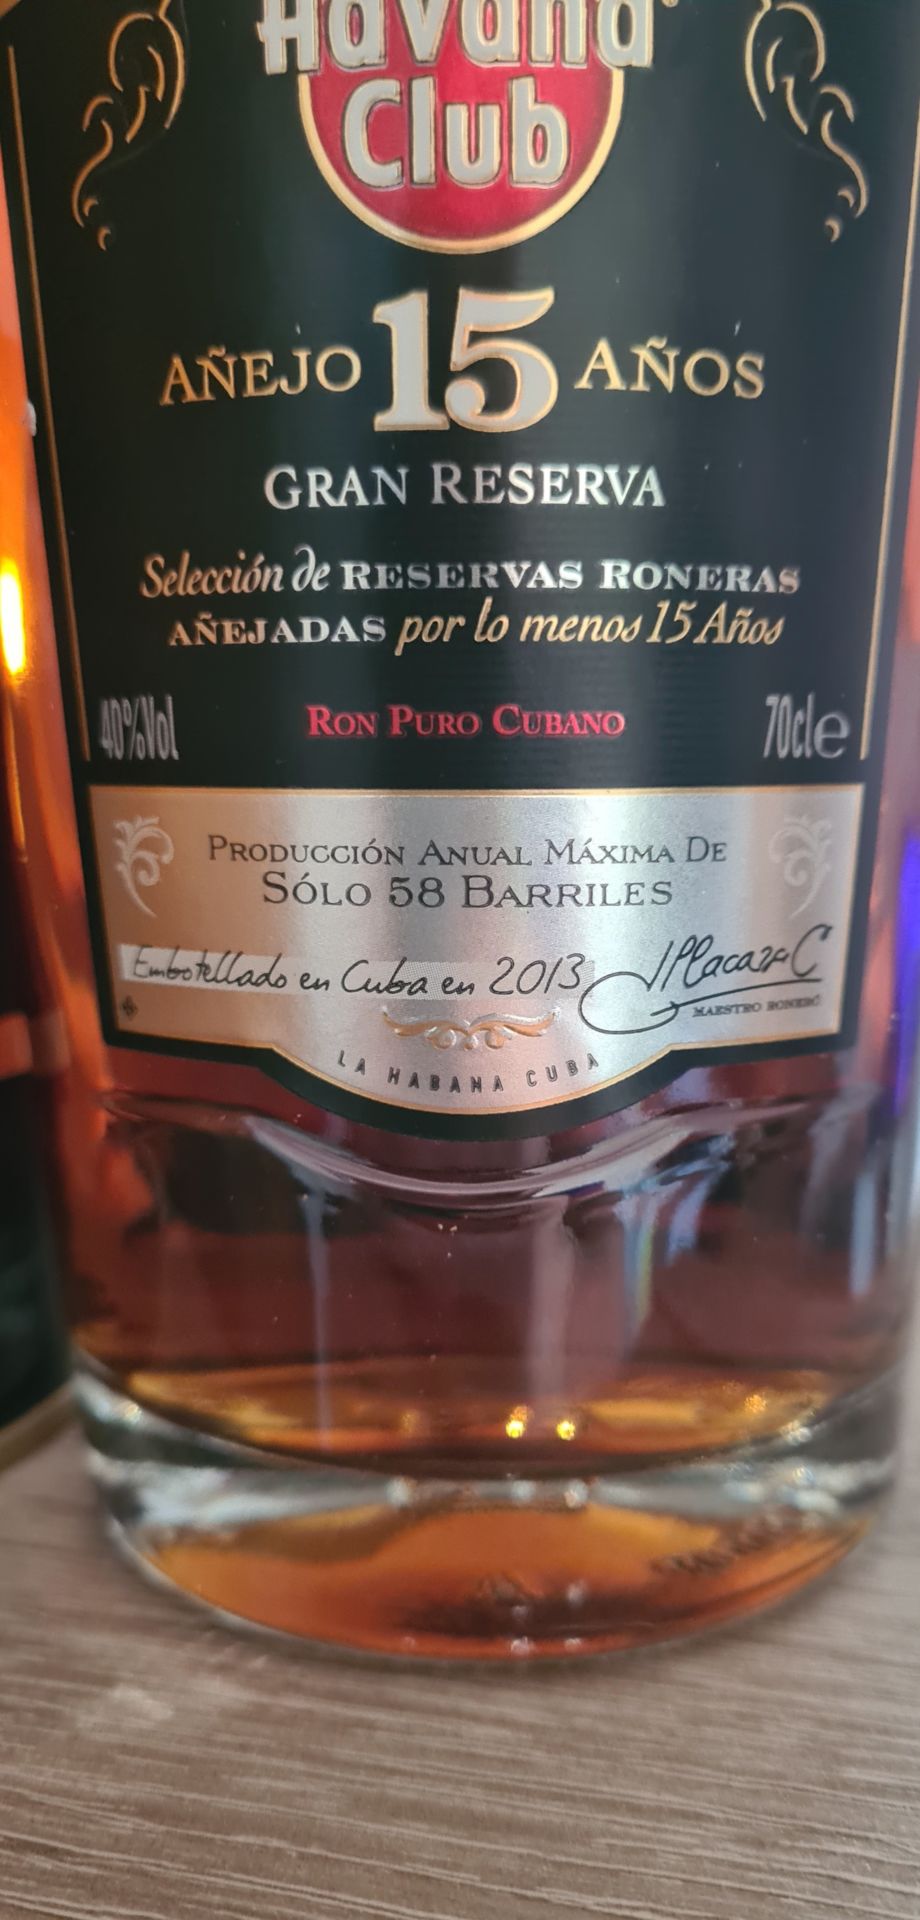 Havana
Club
AÑEJO 15 AÑOS
GRAN RESERVA
Selección de RESERVAS RONERAS
AÑEJADAS por lo menos 15 Años
40%Vol RON PURO CUBANO 70cl e
PRODUCCIÓN ANUAL MÁXIMA DE
SÓLO 58 BARRILES
Embotellado en Cuba en 2013
MAESTRO RONERO
LA HABANA CUBA